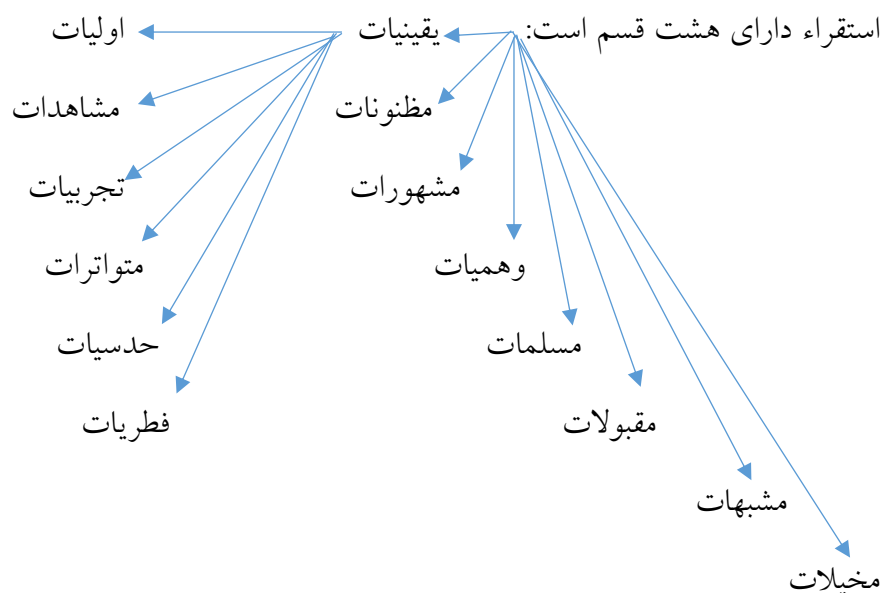 استقراء دارای هشت قسم است: یقینیات اولیات
مظنونات مشاهدات
مشهورات تجربیات
وهمیات متواترات
مسلمات حدسیات
مقبولات فطریات
مشبهات
مخیلات